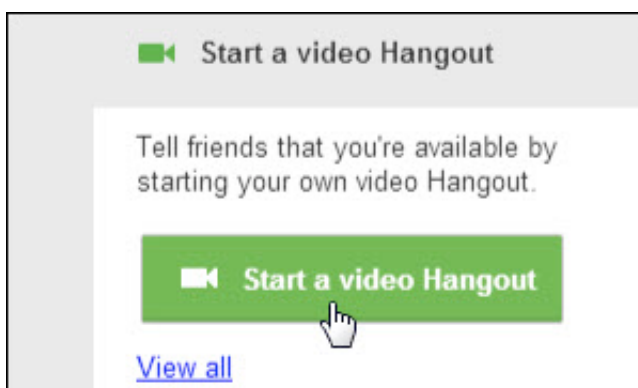 Start a video Hangout
Tell friends that you're available by
starting your own video Hangout.
Start a video Hangout
View all